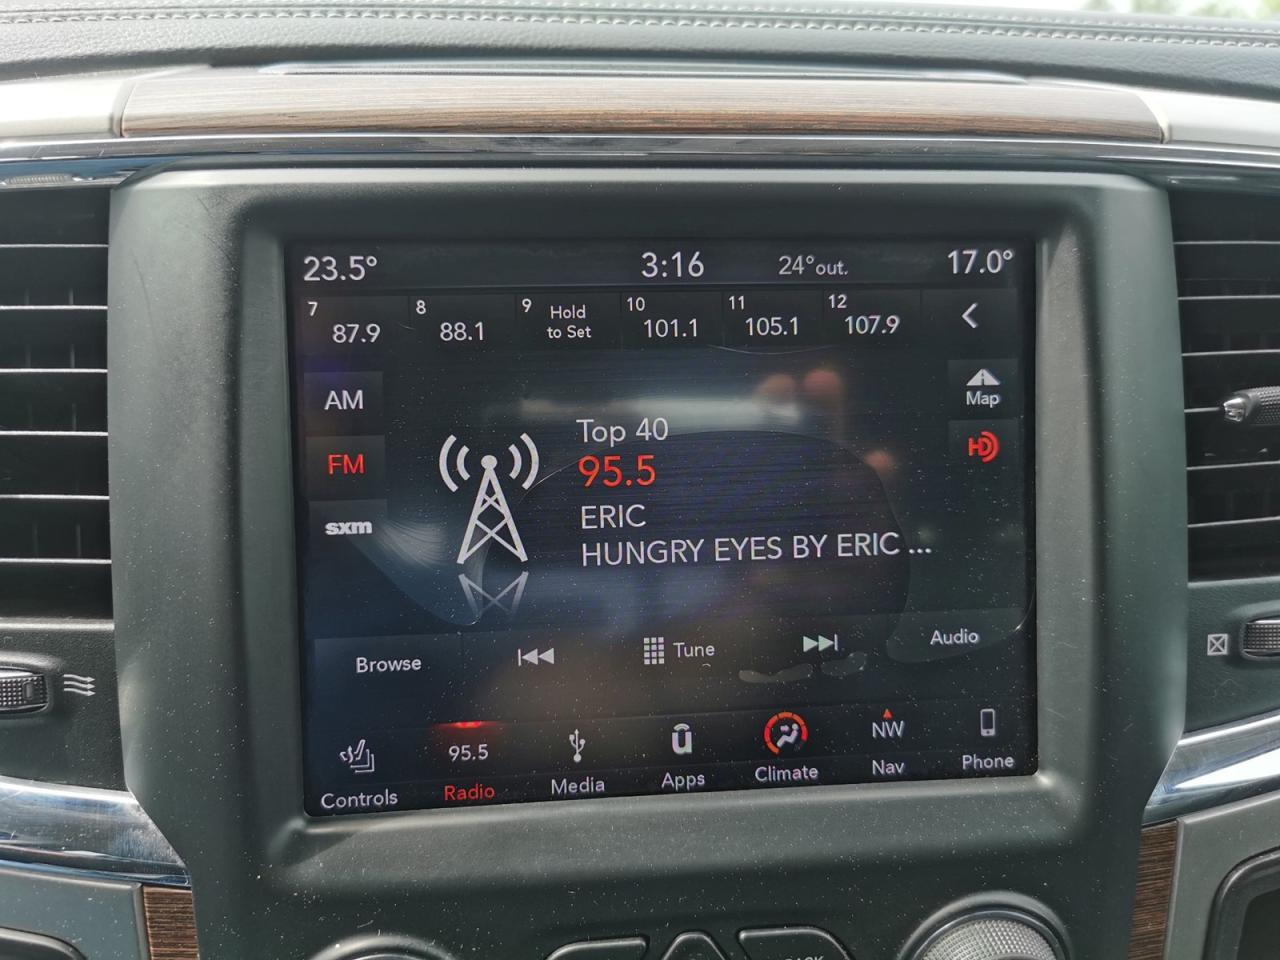 23.5°
3:16
24°out.
17.0°
7
87.9
8
88.1
9
Hold
to Set
10
101.1
11
105.1
12
107.9
AM
Map
FM
HD
sxm
Top 40
95.5
ERIC
HUNGRY EYES BY ERIC ...
Browse
Tune
Audio
Controls
95.5
Radio
Media
Apps
Climate
NW
Nav
Phone